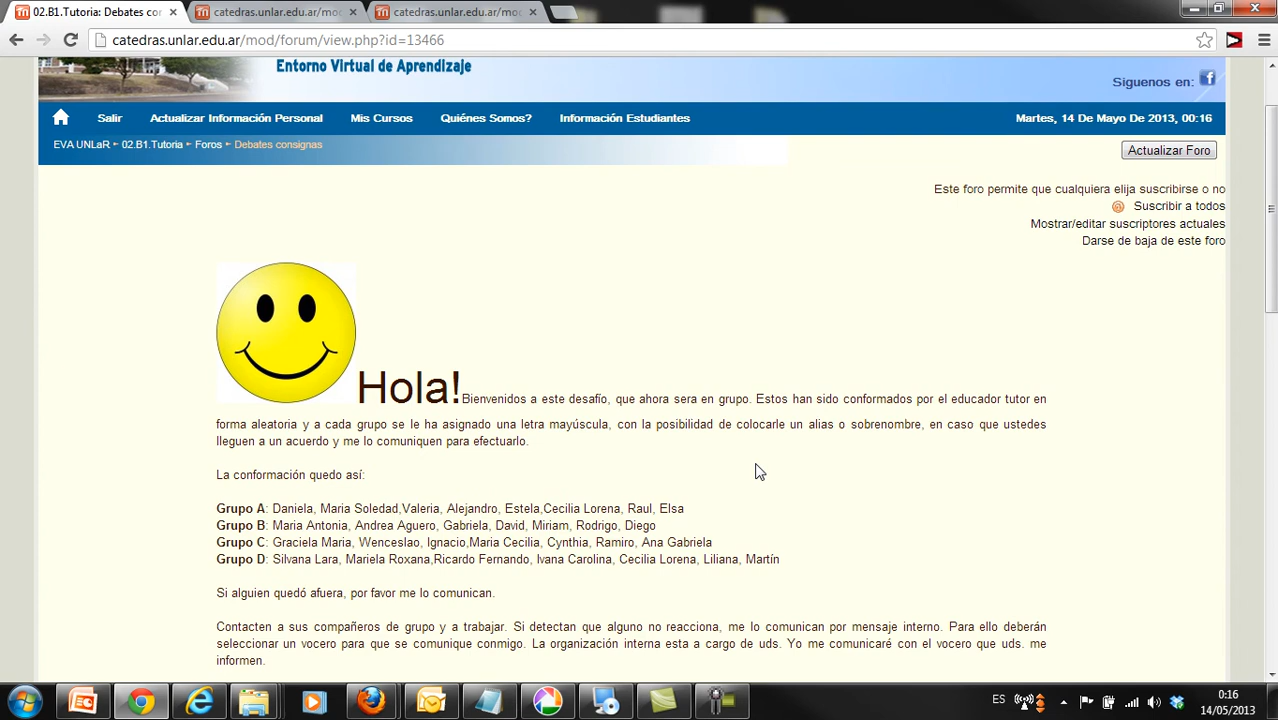 02.B1.Tutoria: Debates con
catedras.unlar.edu.ar/mod
catedras.unlar.edu.ar/mod
catedras.unlar.edu.ar/mod/forum/view.php?id=13466
Entorno Virtual de Aprendizaje
Siguenos en:
Salir Actualizar Información Personal Mis Cursos Quiénes Somos? Información Estudiantes Martes, 14 De Mayo De 2013, 00:16
EVA UNLaR 02.B1.Tutoria Foros Debates consignas
Actualizar Foro
Este foro permite que cualquiera elija suscribirse o no
Suscribir a todos
Mostrar/editar suscriptores actuales
Darse de baja de este foro
Hola! Bienvenidos a este desafío, que ahora sera en grupo. Estos han sido conformados por el educador tutor en
forma aleatoria y a cada grupo se le ha asignado una letra mayúscula, con la posibilidad de colocarle un alias o sobrenombre, en caso que ustedes
lleguen a un acuerdo y me lo comuniquen para efectuarlo.
La conformación quedo así:
Grupo A: Daniela, Maria Soledad,Valeria, Alejandro, Estela,Cecilia Lorena, Raul, Elsa
Grupo B: Maria Antonia, Andrea Aguero, Gabriela, David, Miriam, Rodrigo, Diego
Grupo C: Graciela Maria, Wenceslao, Ignacio,Maria Cecilia, Cynthia, Ramiro, Ana Gabriela
Grupo D: Silvana Lara, Mariela Roxana,Ricardo Fernando, Ivana Carolina, Cecilia Lorena, Liliana, Martín
Si alguien quedó afuera, por favor me lo comunican.
Contacten a sus compañeros de grupo y a trabajar. Si detectan que alguno no reacciona, me lo comunican por mensaje interno. Para ello deberán
seleccionar un vocero para que se comunique conmigo. La organización interna esta a cargo de uds. Yo me comunicaré con el vocero que uds. me
informen.
ES
0:16
14/05/2013